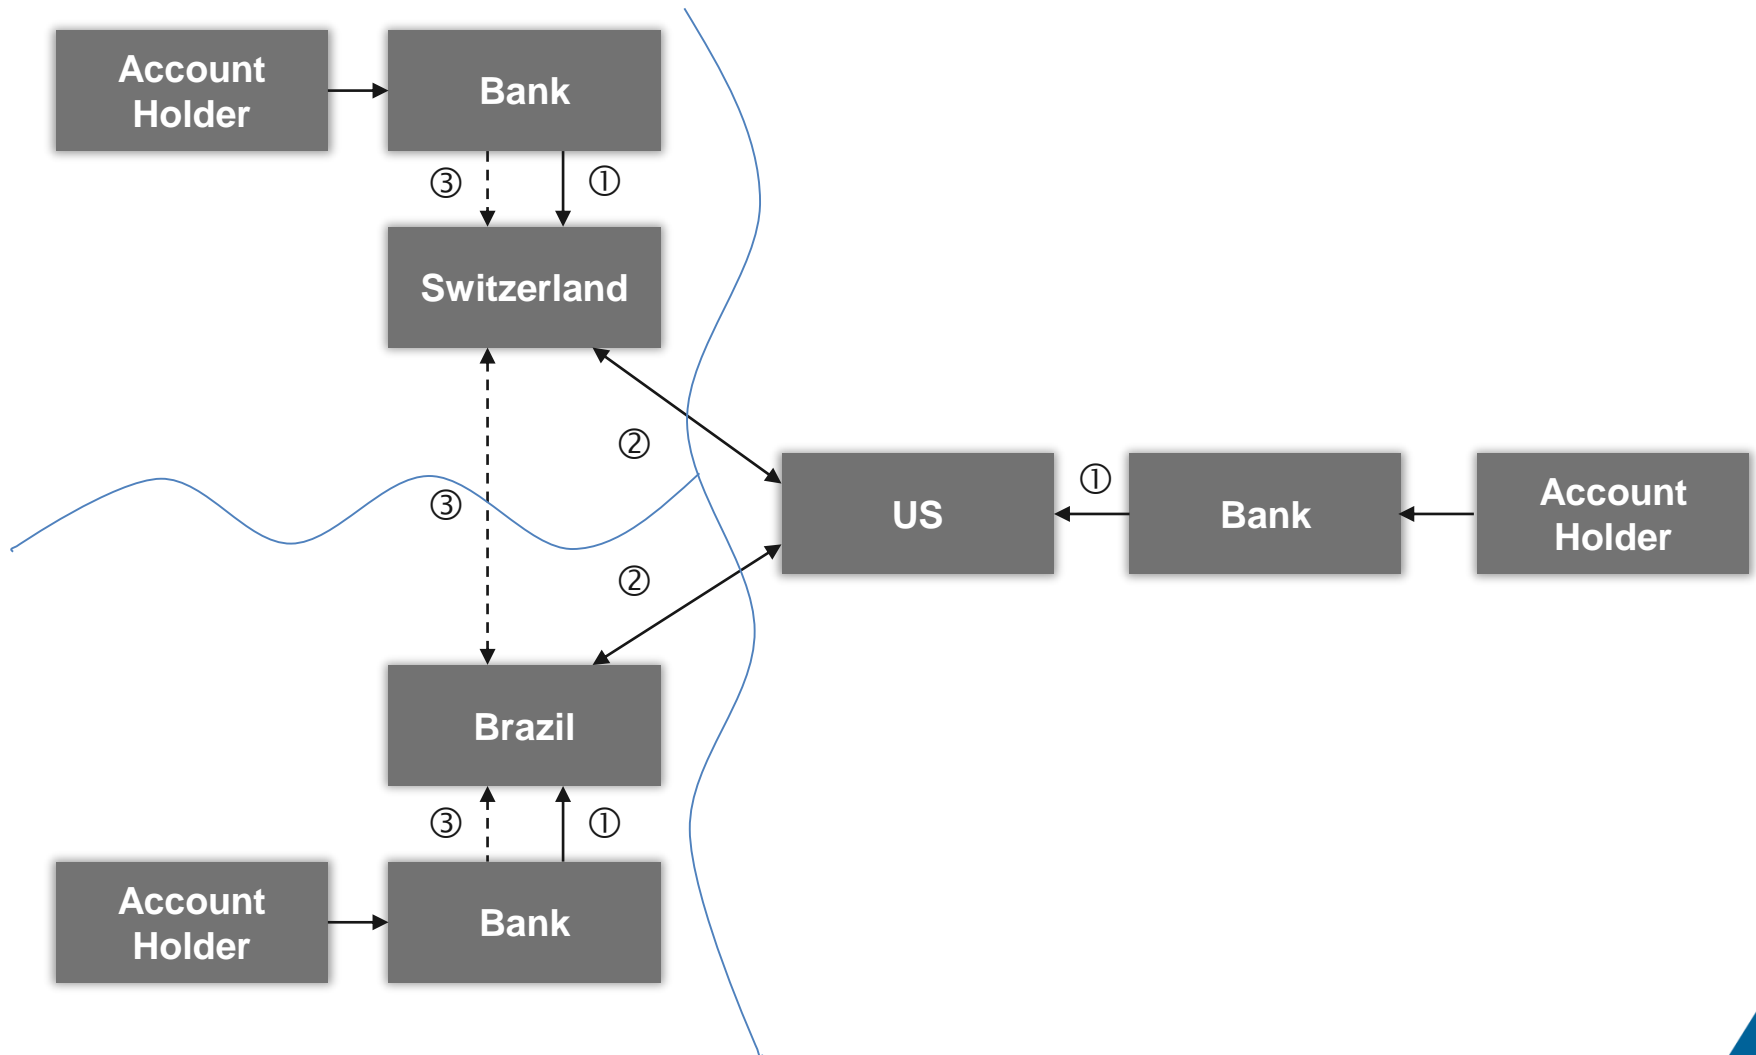 Account
Holder
Bank
③
①
Switzerland
②
③
US
①
Bank
Account
Holder
②
Brazil
③
①
Account
Holder
Bank